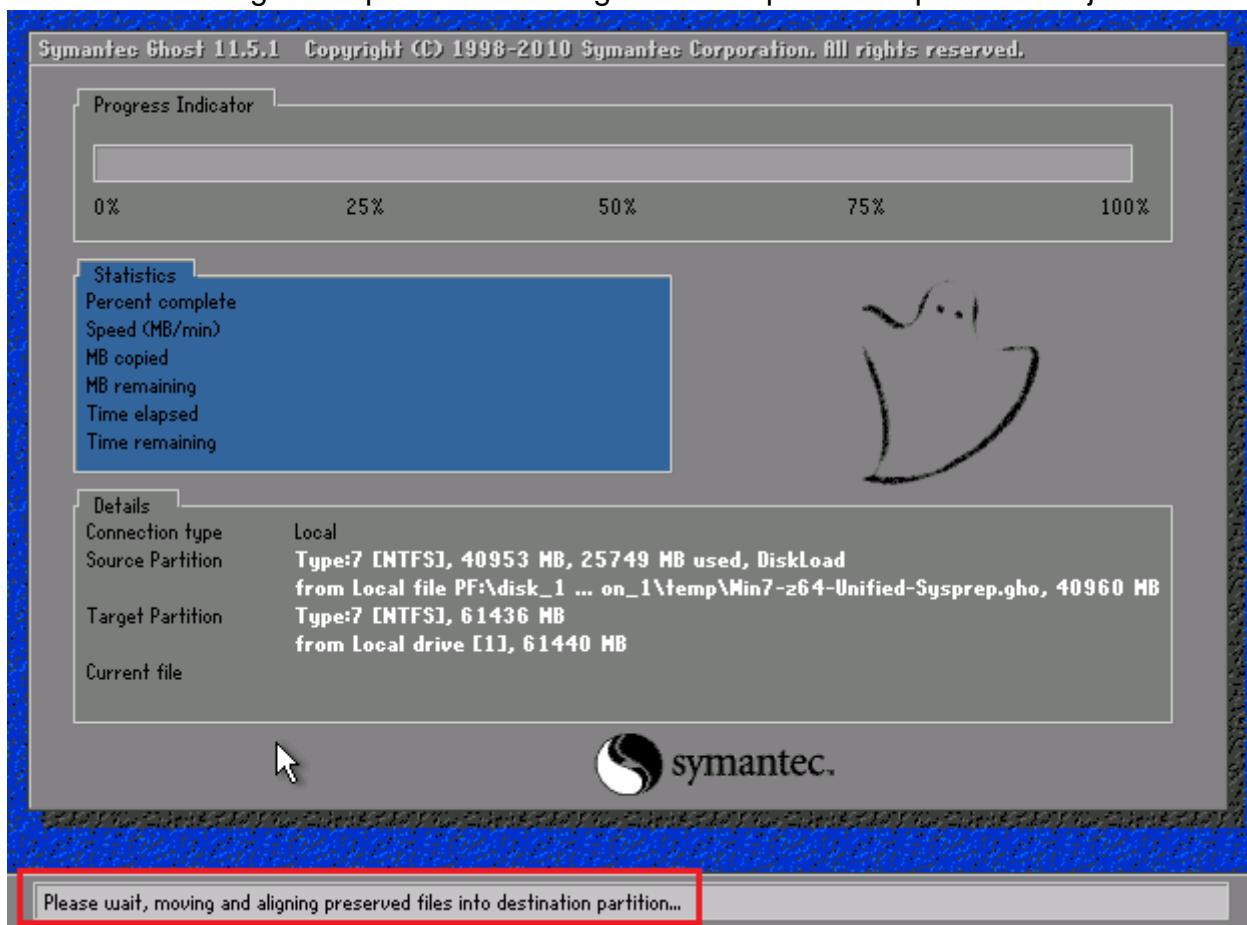 Symantec Ghost 11.5.1 Copyright (C) 1998-2010 Symantec Corporation. All rights reserved.
Progress Indicator
0% 25% 50% 75% 100%
Statistics
Percent complete
Speed (MB/min)
MB copied
MB remaining
Time elapsed
Time remaining
Details
Connection type Local
Source Partition Type:7 [NTFS], 40953 MB, 25749 MB used, DiskLoad
from Local file PF:\disk_1 ... on_1\temp\Win7-z64-Unified-Sysprep.gho, 40960 MB
Target Partition Type:7 [NTFS], 61436 MB
from Local drive [1], 61440 MB
Current file
symantec.
Please wait, moving and aligning preserved files into destination partition...